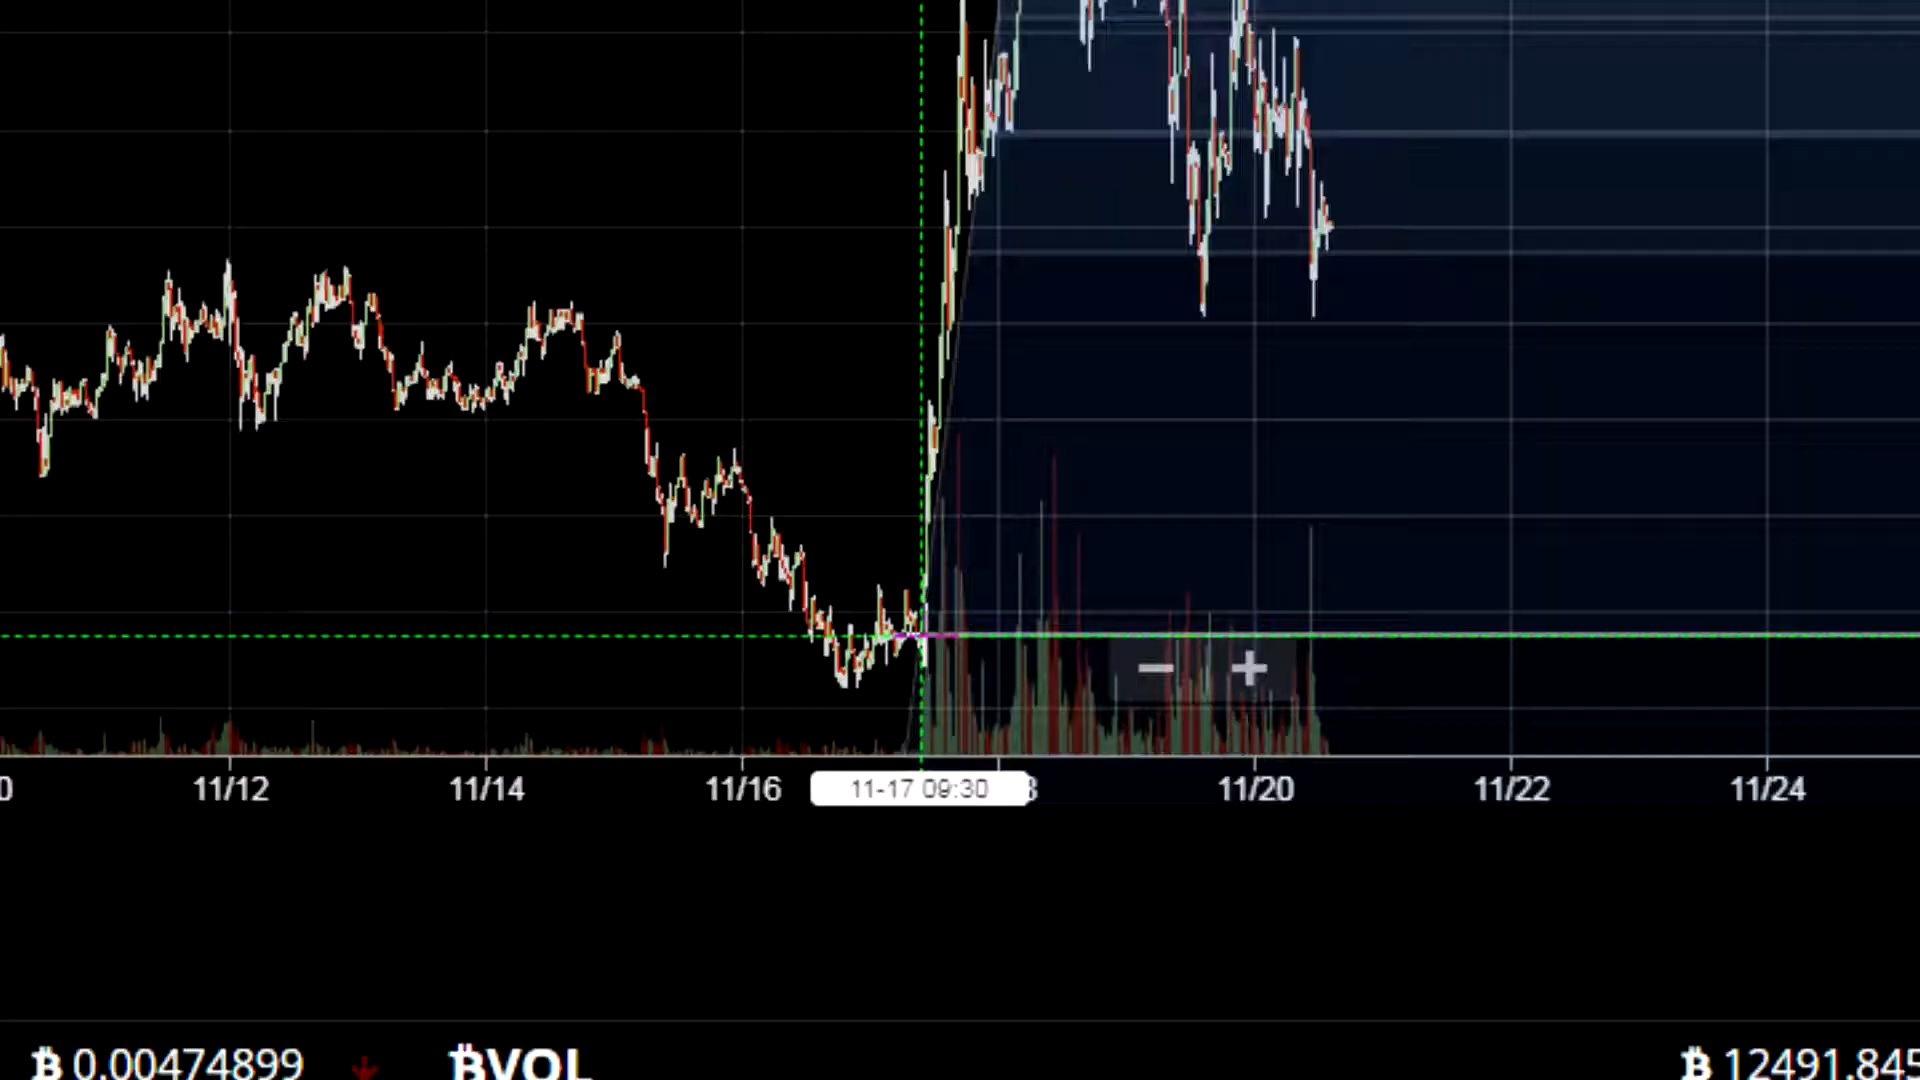 0 11/12 11/14 11/16 11-17 09:30 8 11/20 11/22 11/24
− +
₿ 0.00474899 ₿VOL ₿ 12491.845